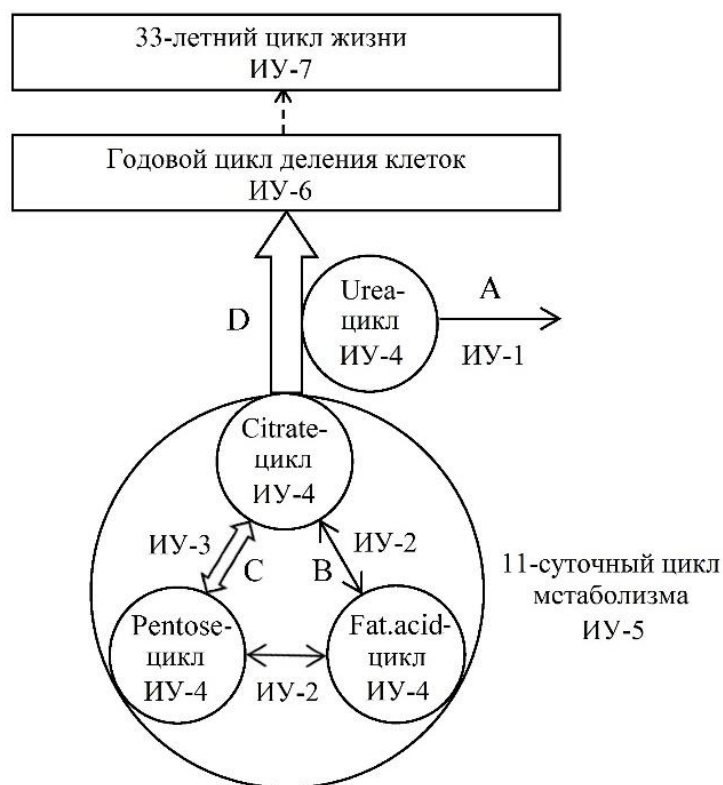 33-летний цикл жизни
ИУ-7
Годовой цикл деления клеток
ИУ-6
D
Urea-
цикл
ИУ-4
A
ИУ-1
Citrate-
цикл
ИУ-4
ИУ-3
C
B
ИУ-2
11-суточный цикл
метаболизма
ИУ-5
Pentose-
цикл
ИУ-4
ИУ-2
Fat.acid-
цикл
ИУ-4